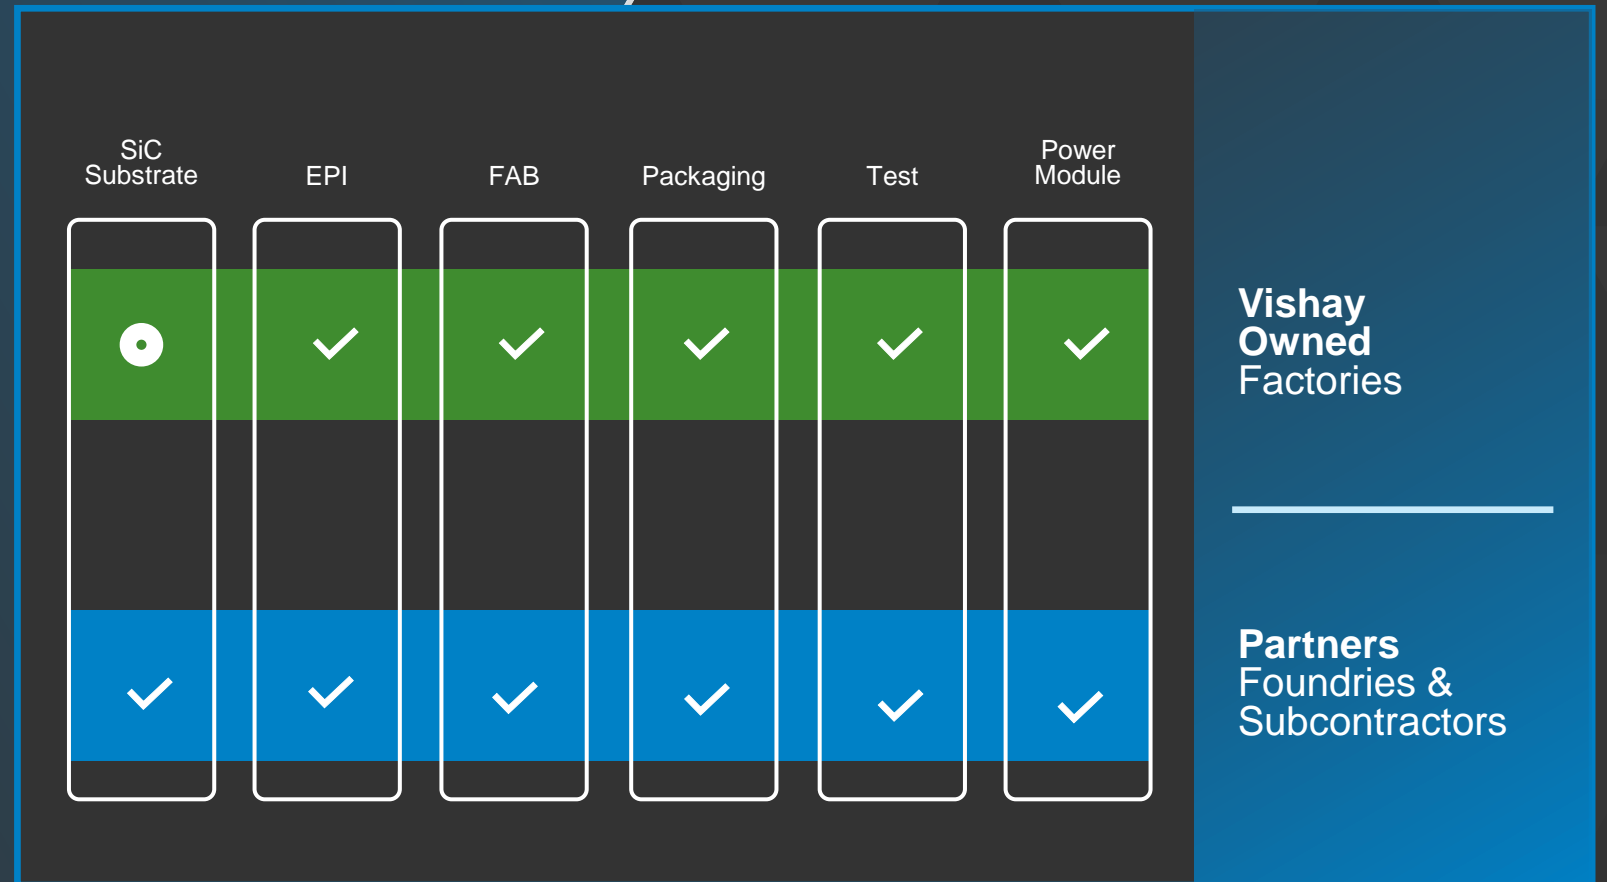 SiC
Substrate
EPI
FAB
Packaging
Test
Power
Module
Vishay
Owned
Factories
Partners
Foundries &
Subcontractors